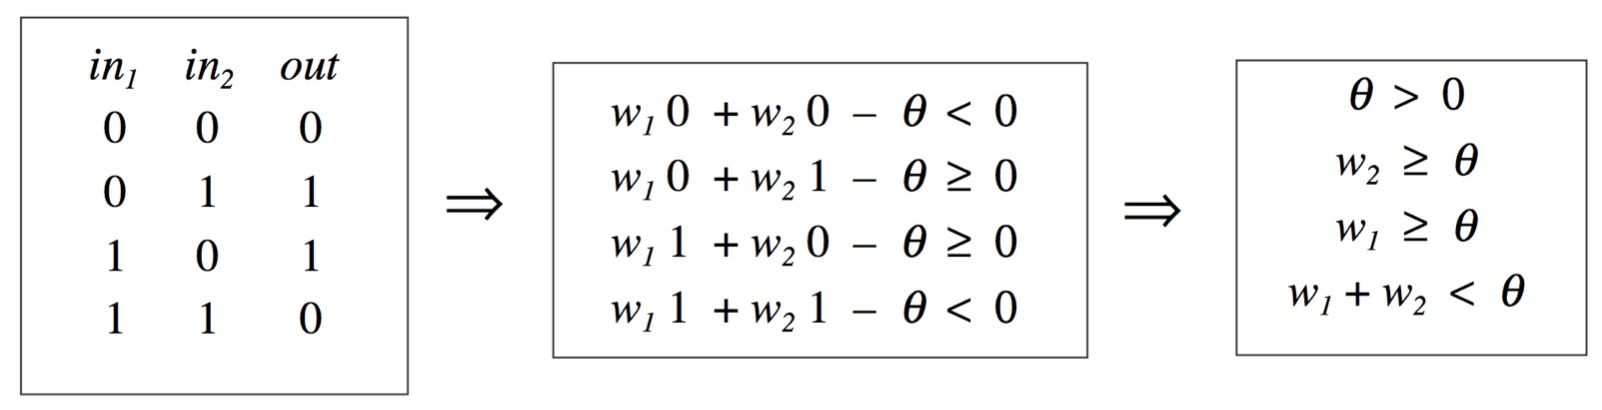 in₁ in₂ out
0 0 0
0 1 1
1 0 1
1 1 0
⇒
w₁ 0 + w₂ 0 – θ < 0
w₁ 0 + w₂ 1 – θ ≥ 0
w₁ 1 + w₂ 0 – θ ≥ 0
w₁ 1 + w₂ 1 – θ < 0
⇒
θ > 0
w₂ ≥ θ
w₁ ≥ θ
w₁ + w₂ < θ